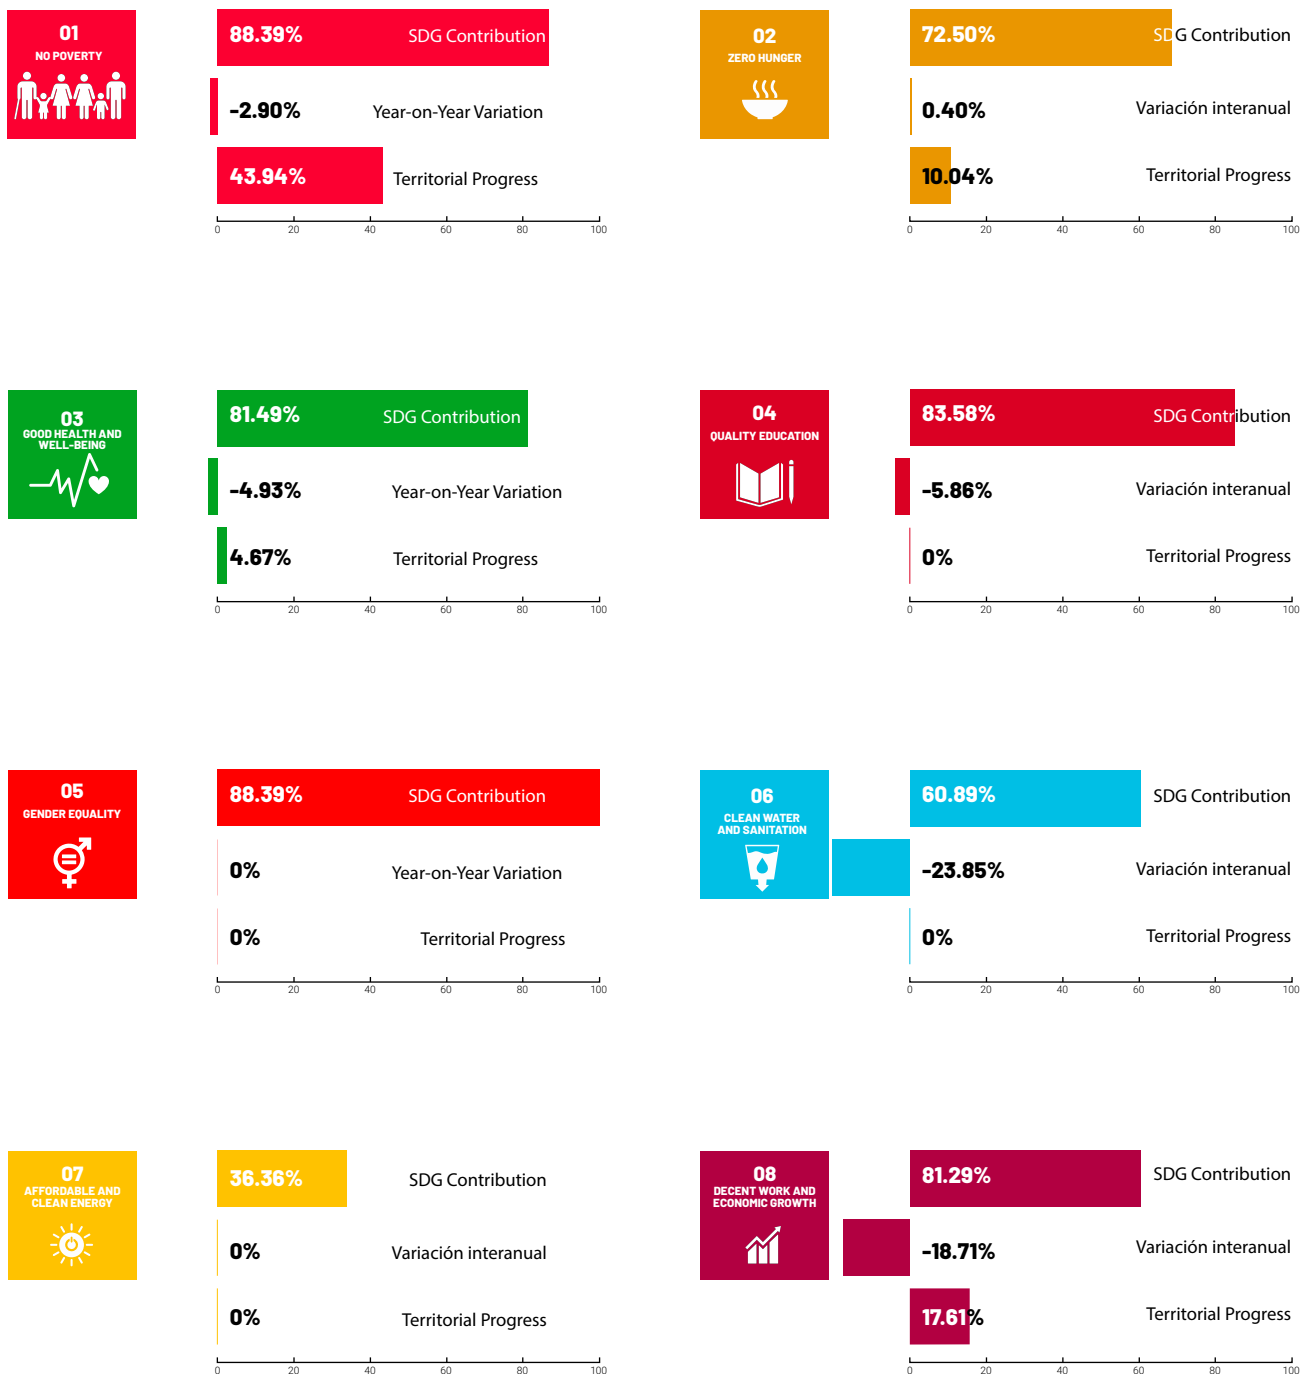 01
NO POVERTY
88.39% SDG Contribution
-2.90% Year-on-Year Variation
43.94% Territorial Progress
0 20 40 60 80 100
02
ZERO HUNGER
72.50% SDG Contribution
0.40% Variación interanual
10.04% Territorial Progress
0 20 40 60 80 100
03
GOOD HEALTH AND
WELL-BEING
81.49% SDG Contribution
-4.93% Year-on-Year Variation
4.67% Territorial Progress
0 20 40 60 80 100
04
QUALITY EDUCATION
83.58% SDG Contribution
-5.86% Variación interanual
0% Territorial Progress
0 20 40 60 80 100
05
GENDER EQUALITY
88.39% SDG Contribution
0% Year-on-Year Variation
0% Territorial Progress
0 20 40 60 80 100
06
CLEAN WATER
AND SANITATION
60.89% SDG Contribution
-23.85% Variación interanual
0% Territorial Progress
0 20 40 60 80 100
07
AFFORDABLE AND
CLEAN ENERGY
36.36% SDG Contribution
0% Variación interanual
0% Territorial Progress
0 20 40 60 80 100
08
DECENT WORK AND
ECONOMIC GROWTH
81.29% SDG Contribution
-18.71% Variación interanual
17.61% Territorial Progress
0 20 40 60 80 100